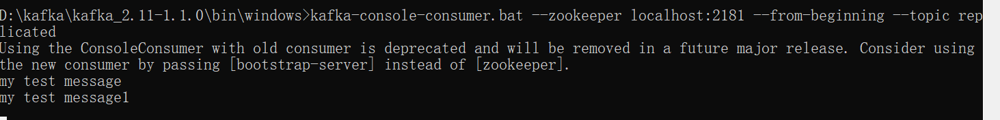 D:\kafka\kafka_2.11-1.1.0\bin\windows>kafka-console-consumer.bat --zookeeper localhost:2181 --from-beginning --topic rep
licated
Using the ConsoleConsumer with old consumer is deprecated and will be removed in a future major release. Consider using
the new consumer by passing [bootstrap-server] instead of [zookeeper].
my test message
my test message1